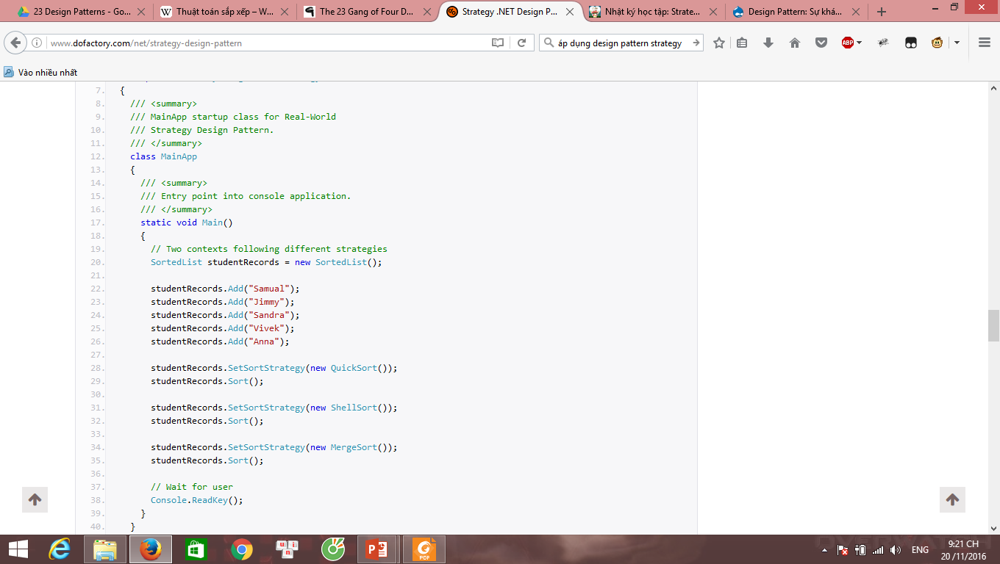 23 Design Patterns - Go...
Thuật toán sắp xếp – W...
The 23 Gang of Four D...
Strategy .NET Design P...
Nhật ký học tập: Strate...
Design Pattern: Sự khá...
www.dofactory.com/net/strategy-design-pattern
áp dụng design pattern strategy
ABP
Vào nhiều nhất
7. {
8. /// <summary>
9. /// MainApp startup class for Real-World
10. /// Strategy Design Pattern.
11. /// </summary>
12. class MainApp
13. {
14. /// <summary>
15. /// Entry point into console application.
16. /// </summary>
17. static void Main()
18. {
19. // Two contexts following different strategies
20. SortedList studentRecords = new SortedList();
21.
22. studentRecords.Add("Samual");
23. studentRecords.Add("Jimmy");
24. studentRecords.Add("Sandra");
25. studentRecords.Add("Vivek");
26. studentRecords.Add("Anna");
27.
28. studentRecords.SetSortStrategy(new QuickSort());
29. studentRecords.Sort();
30.
31. studentRecords.SetSortStrategy(new ShellSort());
32. studentRecords.Sort();
33.
34. studentRecords.SetSortStrategy(new MergeSort());
35. studentRecords.Sort();
36.
37. // Wait for user
38. Console.ReadKey();
39. }
40. }
uni
PDF
ENG
9:21 CH
20 /11/2016